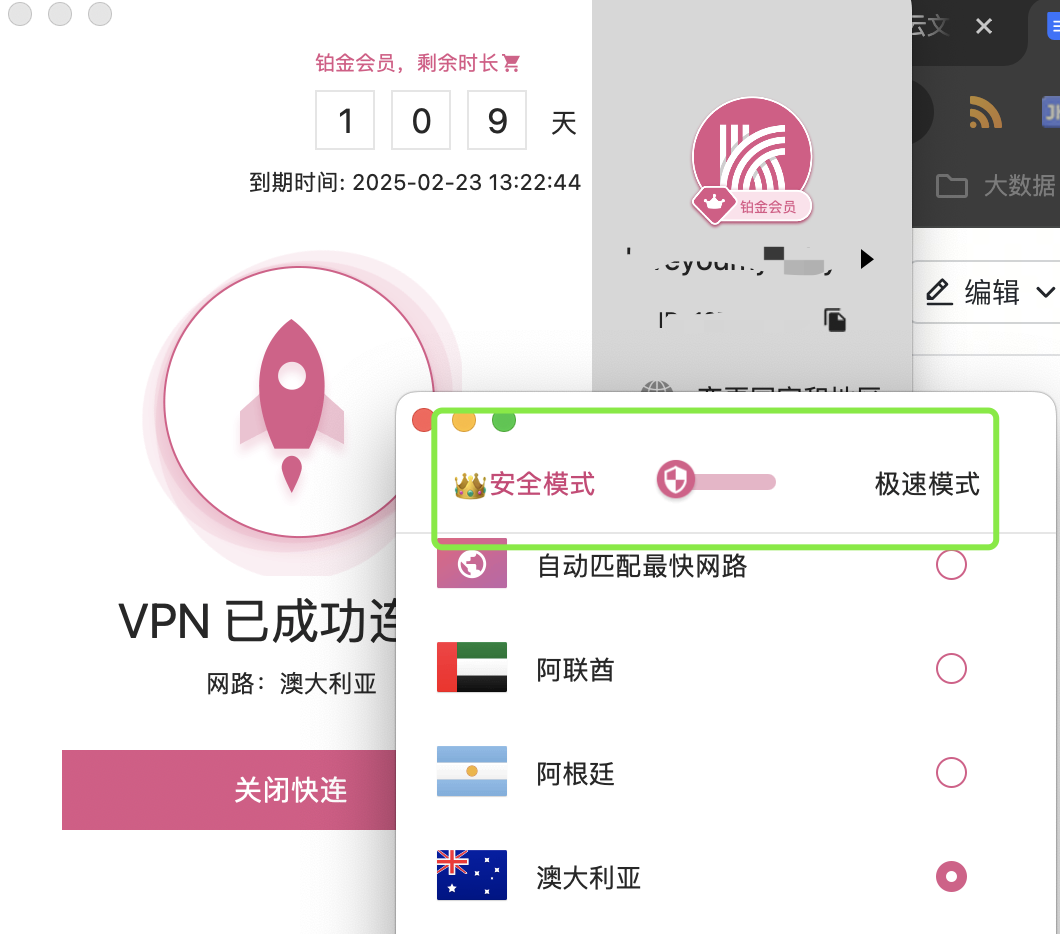 铂金会员，剩余时长
1 0 9 天
到期时间: 2025-02-23 13:22:44
VPN 已成功连
网路：澳大利亚
关闭快连
铂金会员
云文
大数据
编辑
安全模式
极速模式
自动匹配最快网路
阿联酋
阿根廷
澳大利亚